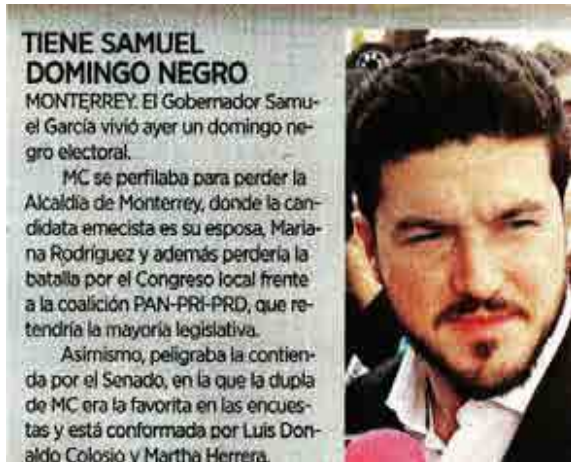 TIENE SAMUEL
DOMINGO NEGRO
MONTERREY. El Gobernador Samu-
el García vivió ayer un domingo ne-
gro electoral.
MC se perfilaba para perder la
Alcaldía de Monterrey, donde la can-
didata emecista es su esposa, Maria-
na Rodríguez y además perdería la
batalla por el Congreso local frente
a la coalición PAN-PRI-PRD, que re-
tendría la mayoría legislativa.
Asimismo, peligraba la contien-
da por el Senado, en la que la dupla
de MC era la favorita en las encues-
tas y está conformada por Luis Don-
aldo Colosio y Martha Herrera.